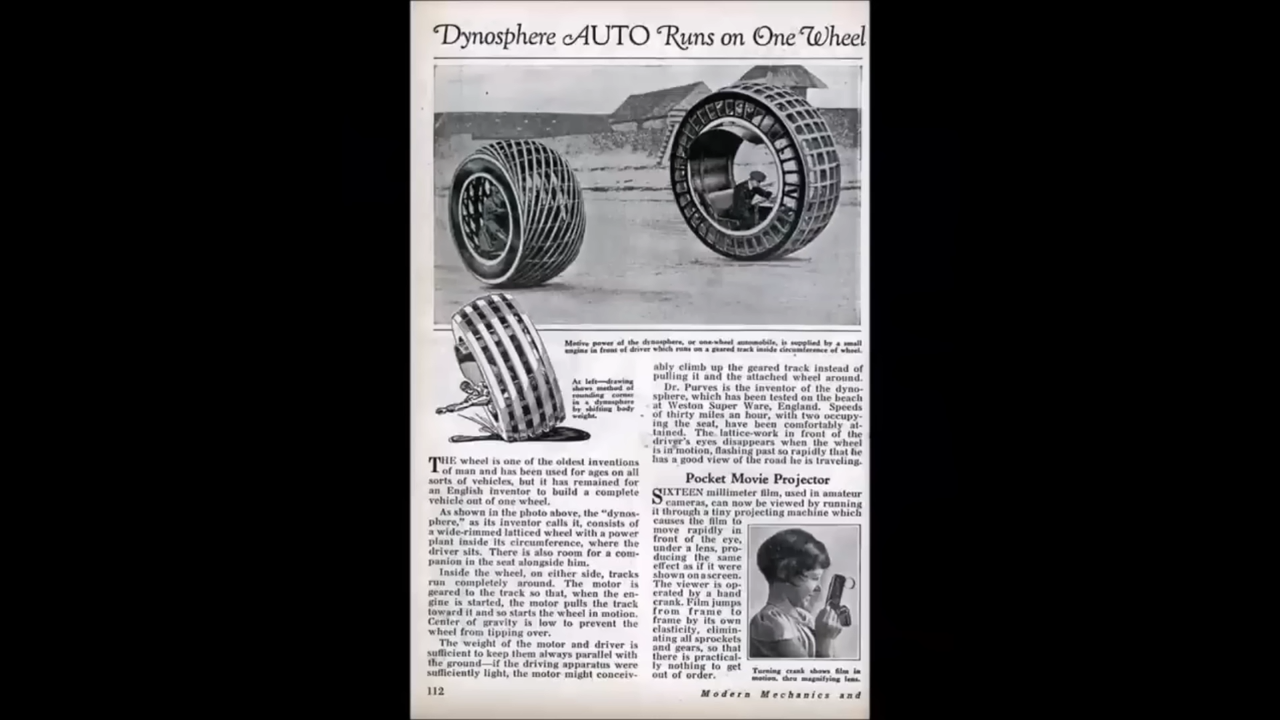 Dynosphere AUTO Runs on One Wheel
Motive power of the dynosphere, or one-wheel automobile, is supplied by a small
engine in front of driver which runs on a geared track inside circumference of wheel.
At left—drawing
shows method of
rounding corner
in a dynosphere
by shifting body
weight.
THE wheel is one of the oldest inventions
of man and has been used for ages on all
sorts of vehicles, but it has remained for
an English inventor to build a complete
vehicle out of one wheel.
As shown in the photo above, the "dynos-
phere," as its inventor calls it, consists of
a wide-rimmed latticed wheel with a power
plant inside its circumference, where the
driver sits. There is also room for a com-
panion in the seat alongside him.
Inside the wheel, on either side, tracks
run completely around. The motor is
geared to the track so that, when the en-
gine is started, the motor pulls the track
toward it and so starts the wheel in motion.
Center of gravity is low to prevent the
wheel from tipping over.
The weight of the motor and driver is
sufficient to keep them always parallel with
the ground—if the driving apparatus were
sufficiently light, the motor might conceiv-
ably climb up the geared track instead of
pulling it and the attached wheel around.
Dr. Purves is the inventor of the dyno-
sphere, which has been tested on the beach
at Weston Super Ware, England. Speeds
of thirty miles an hour, with two occupy-
ing the seat, have been comfortably at-
tained. The lattice-work in front of the
driver's eyes disappears when the wheel
is in motion, flashing past so rapidly that he
has a good view of the road he is traveling.
Pocket Movie Projector
SIXTEEN millimeter film, used in amateur
cameras, can now be viewed by running
it through a tiny projecting machine which
causes the film to
move rapidly in
front of the eye,
under a lens, pro-
ducing the same
effect as if it were
shown on a screen.
The viewer is op-
erated by a hand
crank. Film jumps
from frame to
frame by its own
elasticity, elimin-
ating all sprockets
and gears, so that
there is practical-
ly nothing to get
out of order.
Turning crank shows film in
motion, thru magnifying lens.
112
Modern Mechanics and